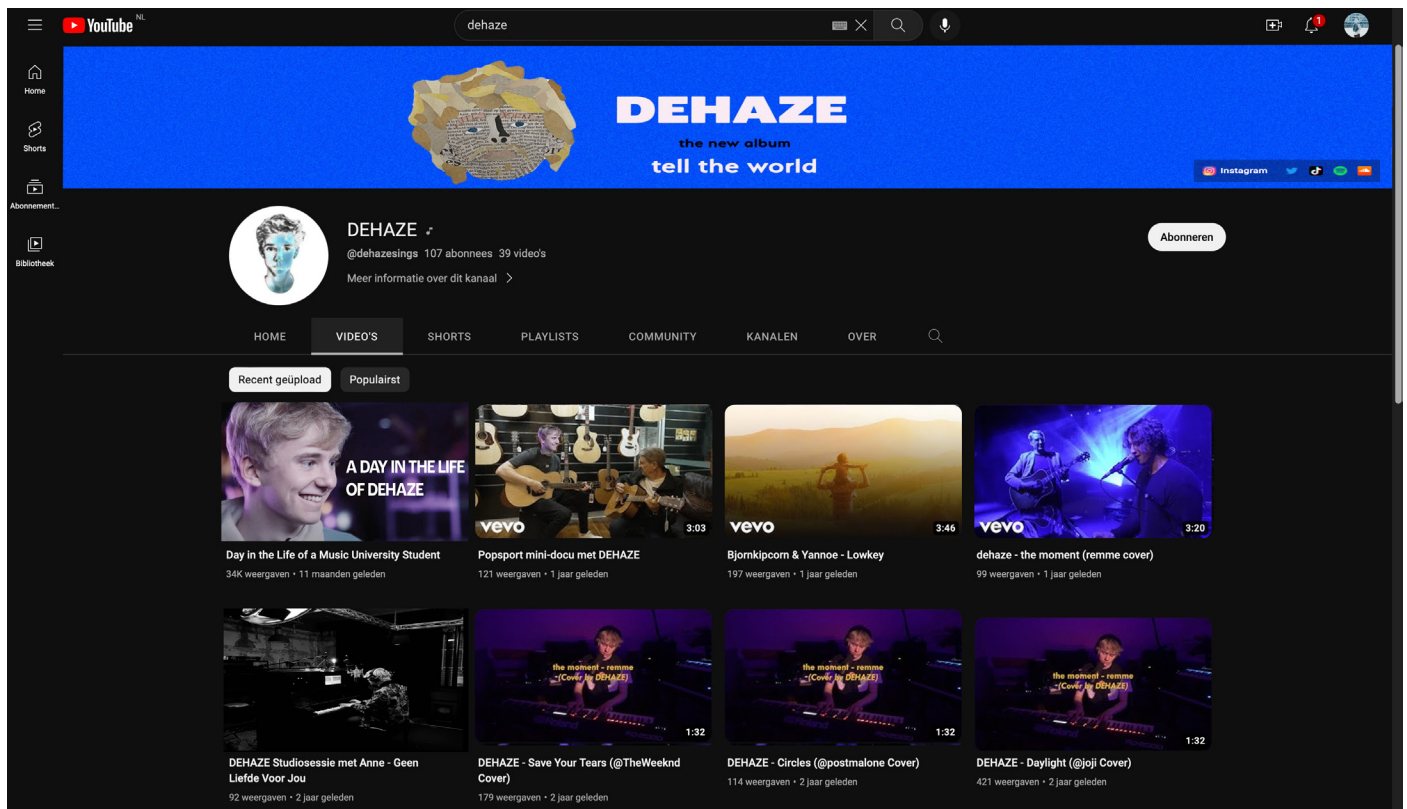 YouTube NL
dehaze
1
Home
Shorts
Abonnement...
Bibliotheek
DEHAZE
the new album
tell the world
Instagram
DEHAZE
@dehazesings 107 abonnees 39 video's
Meer informatie over dit kanaal
Abonneren
HOME VIDEO'S SHORTS PLAYLISTS COMMUNITY KANALEN OVER
Recent geüpload Populairst
A DAY IN THE LIFE
OF DEHAZE
Day in the Life of a Music University Student
34K weergaven • 11 maanden geleden
vevo 3:03
Popsport mini-docu met DEHAZE
121 weergaven • 1 jaar geleden
vevo 3:46
Bjornkipcorn & Yannoe - Lowkey
197 weergaven • 1 jaar geleden
vevo 3:20
dehaze - the moment (remme cover)
99 weergaven • 1 jaar geleden
DEHAZE Studiosessie met Anne - Geen
Liefde Voor Jou
92 weergaven • 2 jaar geleden
the moment - remme
(Cover by DEHAZE)
Roland
1:32
DEHAZE - Save Your Tears (@TheWeeknd
Cover)
179 weergaven • 2 jaar geleden
the moment - remme
(Cover by DEHAZE)
Roland
1:32
DEHAZE - Circles (@postmalone Cover)
114 weergaven • 2 jaar geleden
the moment - remme
(Cover by DEHAZE)
Roland
1:32
DEHAZE - Daylight (@joji Cover)
421 weergaven • 2 jaar geleden